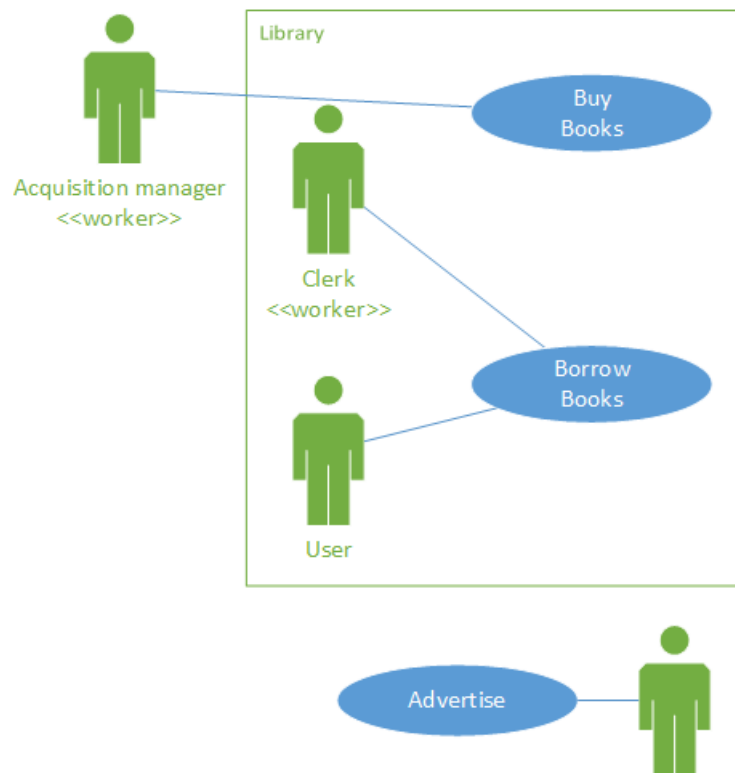 Library
Buy
Books
Acquisition manager
<<worker>>
Clerk
<<worker>>
Borrow
Books
User
Advertise